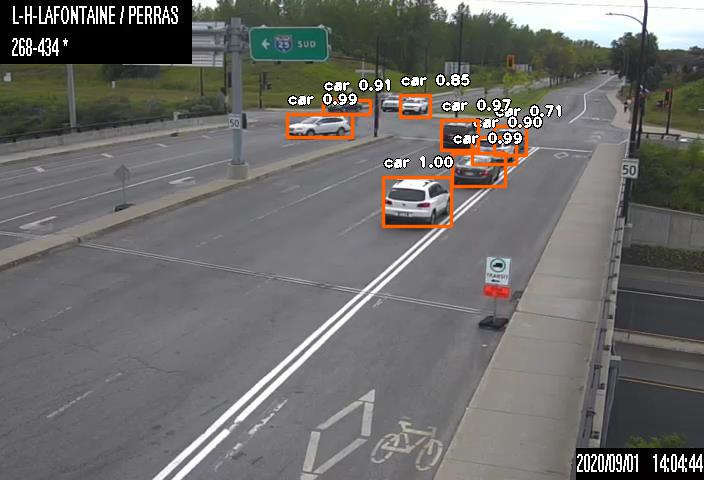 L-H-LAFONTAINE / PERRAS
268-434 *
25 SUD
car 0.91
car 0.85
car 0.99
car 0.97
car 0.71
car 0.90
car 0.99
car 1.00
50
50
TRANSIT
2020/09/01 14:04:44